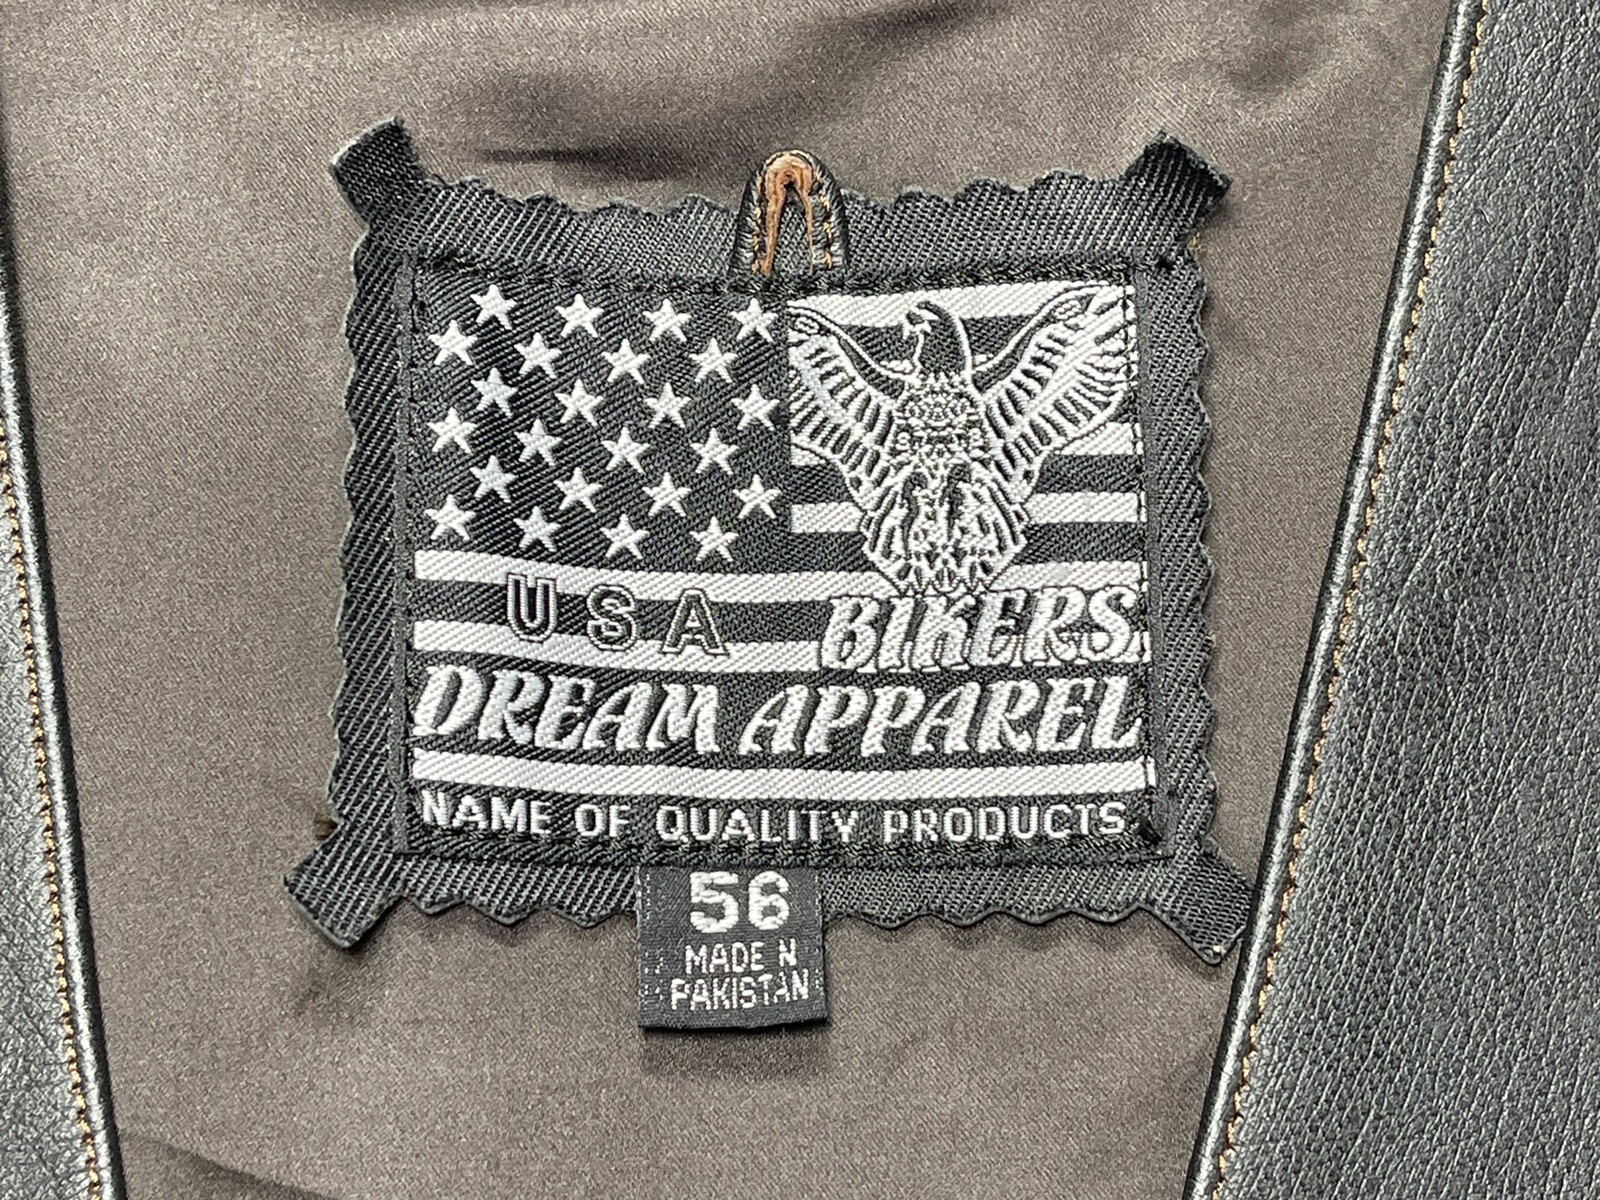 USA BIKERS
DREAM APPAREL
NAME OF QUALITY PRODUCTS
56
MADE N
PAKISTAN